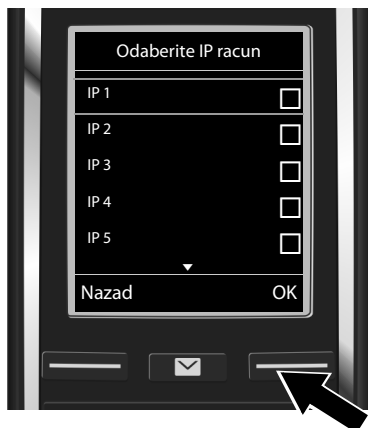 Odaberite IP racun
IP 1
IP 2
IP 3
IP 4
IP 5
Nazad OK